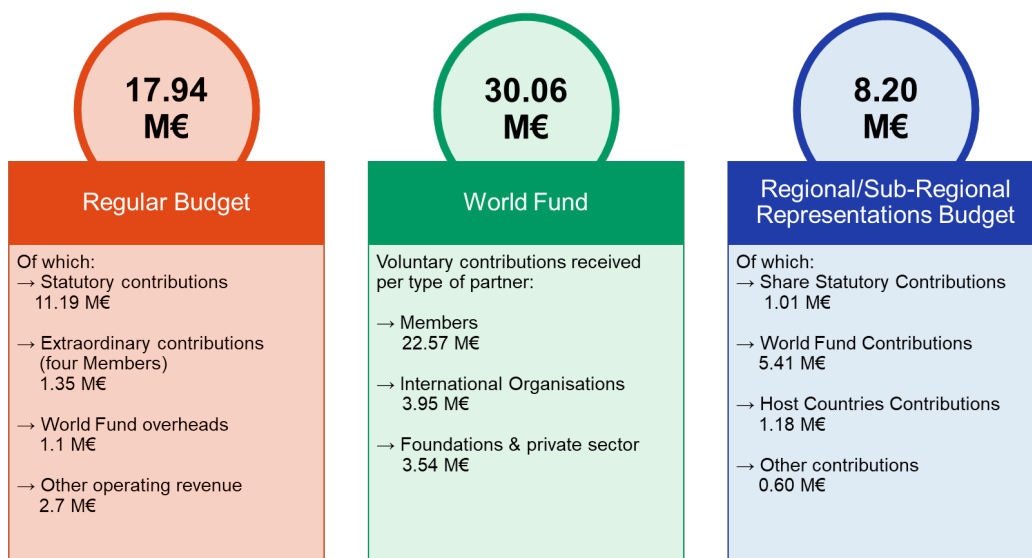 17.94
M€
Regular Budget
Of which:
→ Statutory contributions
11.19 M€
→ Extraordinary contributions
(four Members)
1.35 M€
→ World Fund overheads
1.1 M€
→ Other operating revenue
2.7 M€
30.06
M€
World Fund
Voluntary contributions received
per type of partner:
→ Members
22.57 M€
→ International Organisations
3.95 M€
→ Foundations & private sector
3.54 M€
8.20
M€
Regional/Sub-Regional
Representations Budget
Of which:
→ Share Statutory Contributions
1.01 M€
→ World Fund Contributions
5.41 M€
→ Host Countries Contributions
1.18 M€
→ Other contributions
0.60 M€